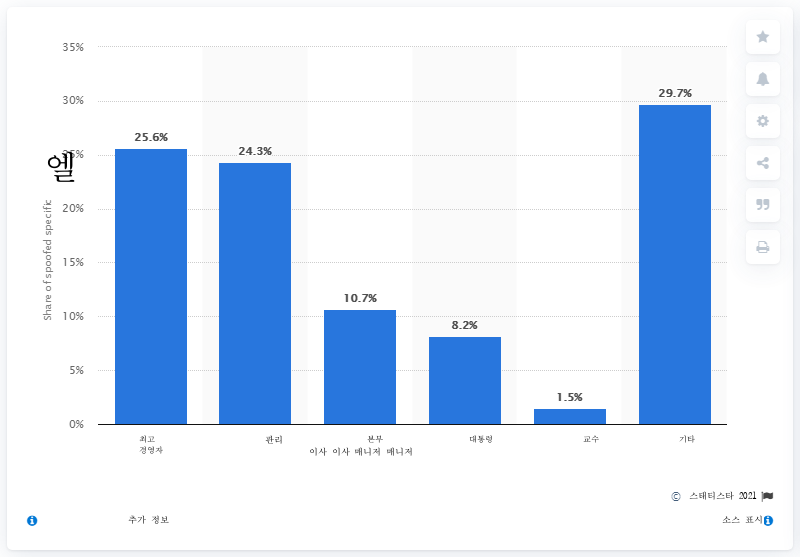 35%
30%
29.7%
25.6%
24.3%
엘
20%
Share of spoofed specific
15%
10.7%
10%
8.2%
5%
1.5%
0%
최고
경영자
관리
본부
이사 이사 매니저 매니저
대통령
교수
기타
© 스태티스타 2021
추가 정보
소스 표시